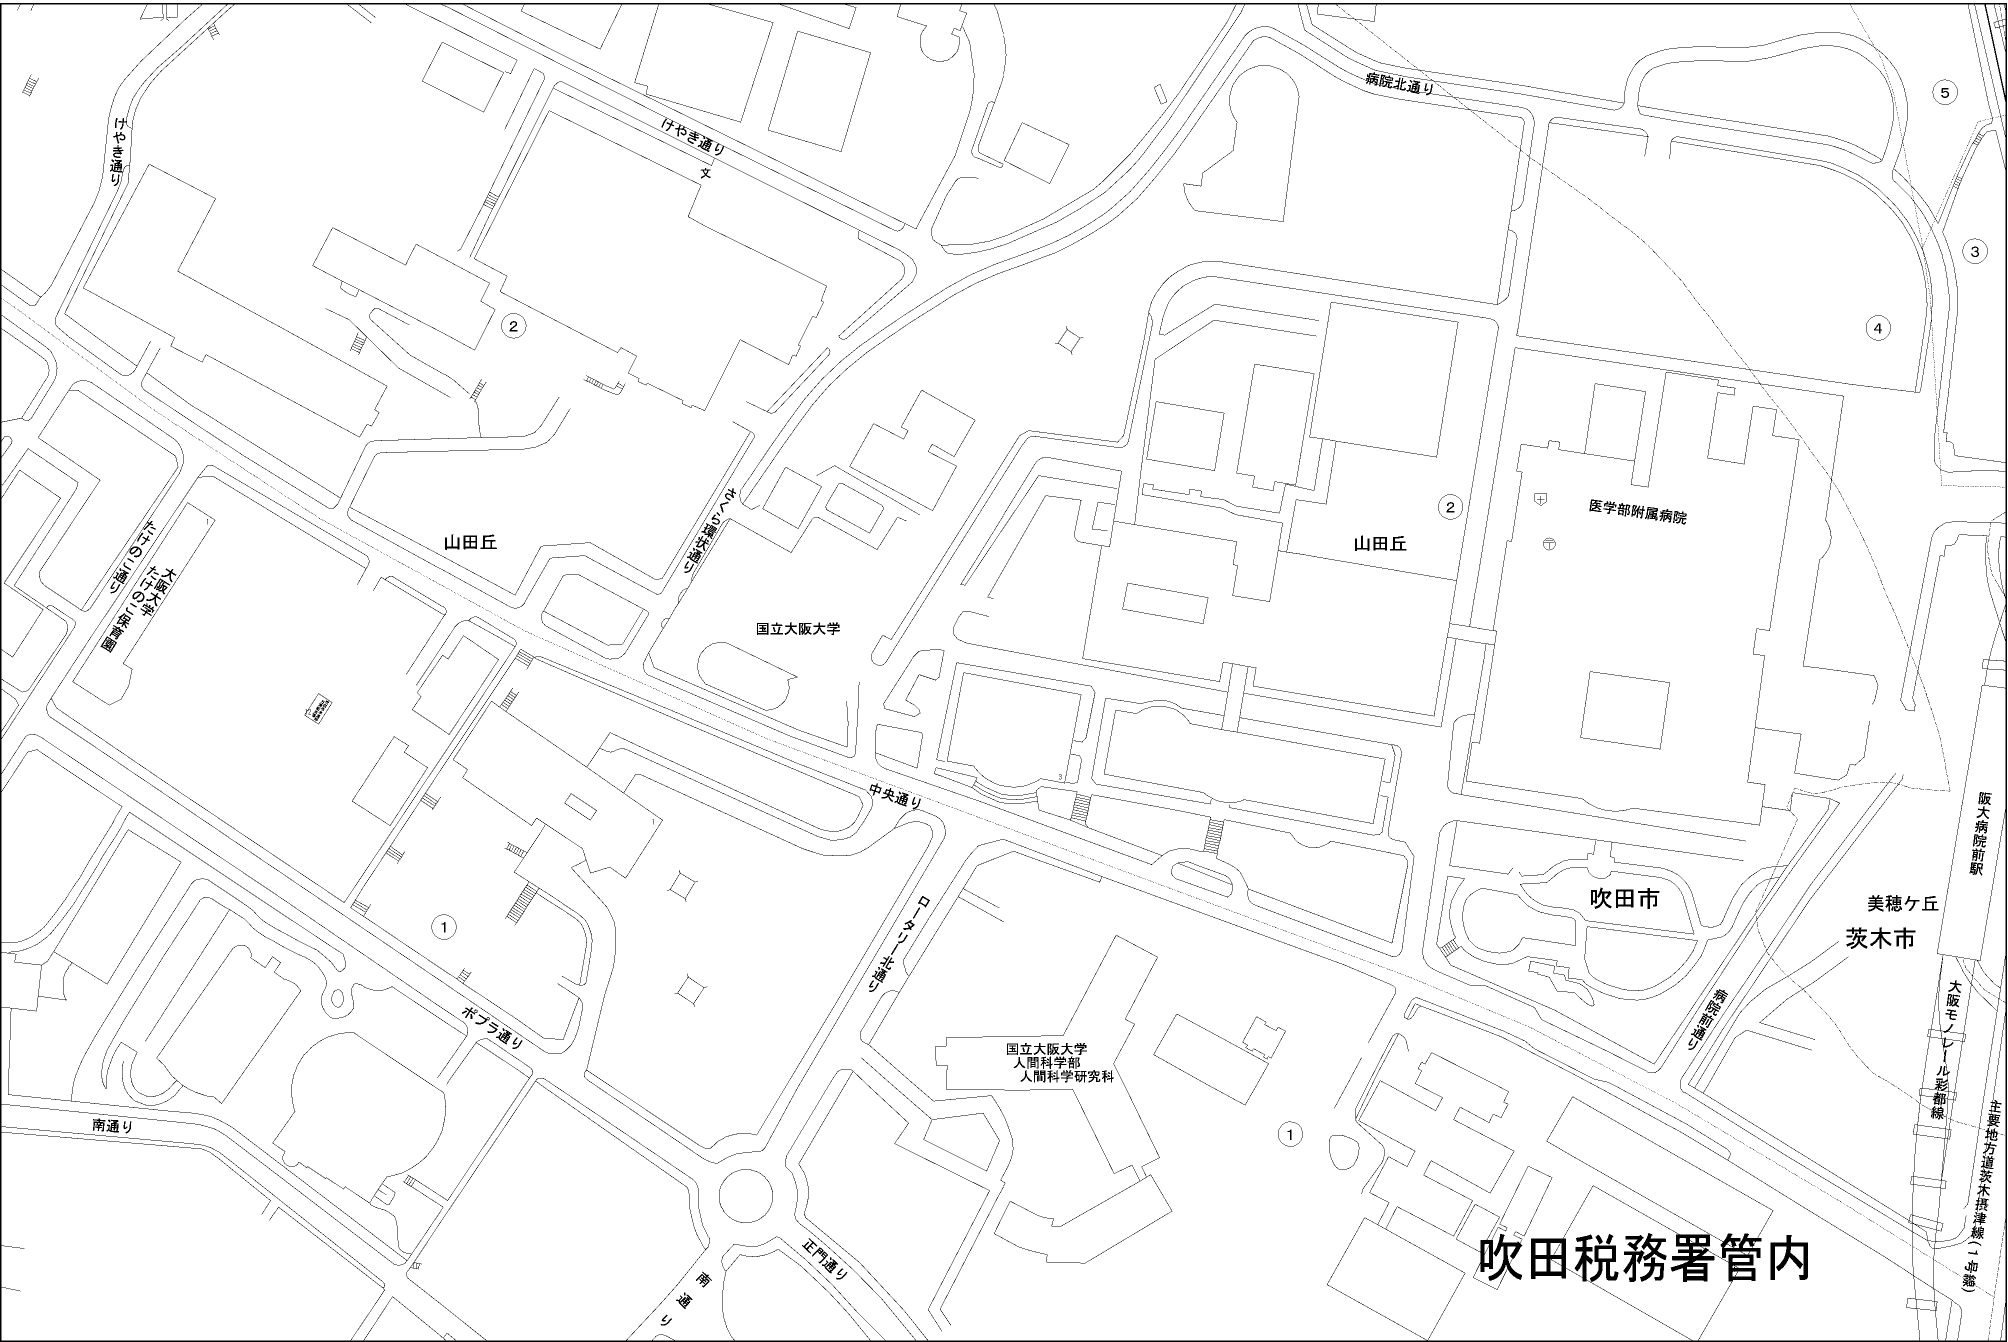 病院北通り
けやき通り
けやき通り
文
5
3
4
2
2
医学部附属病院
山田丘
山田丘
さくら環状通り
たけのこ通り
大阪大学
たけのこ保育園
国立大阪大学
中央通り
3
阪大病院前駅
吹田市
美穂ケ丘
茨木市
1
ロータリー北通り
ポプラ通り
病院前通り
大阪モノレール彩都線
国立大阪大学
人間科学部
人間科学研究科
南通り
1
主要地方道茨木摂津線(1号線)
正門通り
南通り
吹田税務署管内